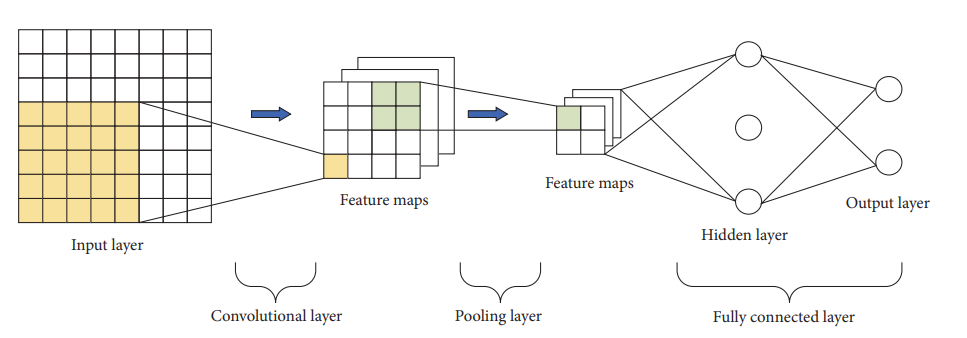 Input layer
Feature maps
Feature maps
Hidden layer
Output layer
Convolutional layer
Pooling layer
Fully connected layer